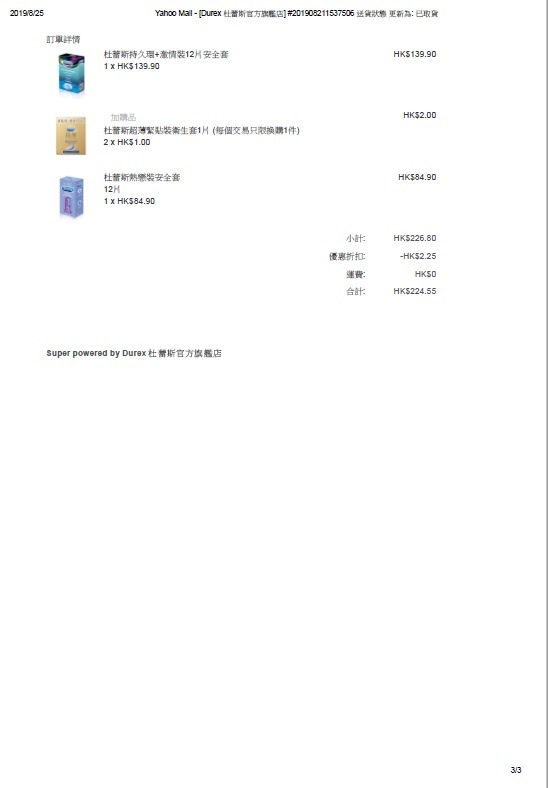 2019/8/25
Yahoo Mail - [Durex 杜蕾斯官方旗艦店] #201908211537506 送貨狀態 更新為: 已取貨
訂單詳情
杜蕾斯持久環+激情裝12片安全套
HK$139.90
1 x HK$139.90
加購品
HK$2.00
杜蕾斯超薄緊貼裝衛生套1片 (每個交易只限換購1件)
2 x HK$1.00
杜蕾斯熱戀裝安全套
HK$84.90
12片
1 x HK$84.90
小計: HK$226.80
優惠折扣: -HK$2.25
運費: HK$0
合計: HK$224.55
Super powered by Durex 杜蕾斯官方旗艦店
3/3